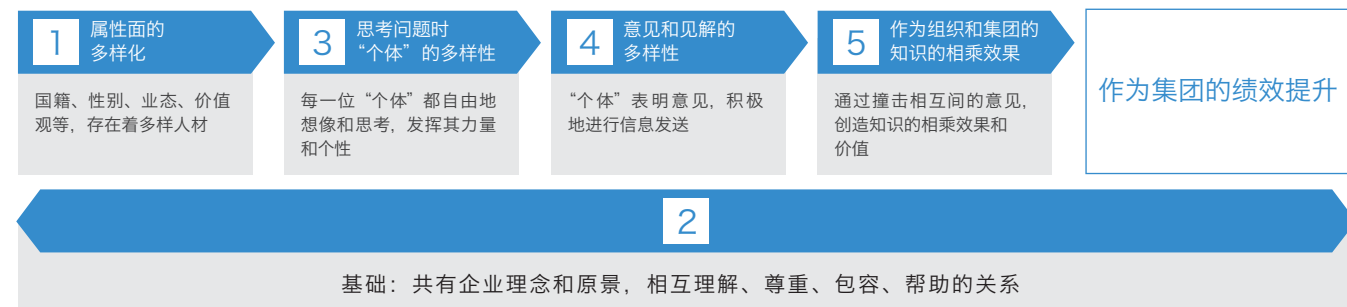 1
属性面的
多样化
国籍、性别、业态、价值
观等，存在着多样人材
3
思考问题时
“个体”的多样性
每一位“个体”都自由地
想像和思考，发挥其力量
和个性
4
意见和见解的
多样性
“个体”表明意见，积极
地进行信息发送
5
作为组织和集团的
知识的相乘效果
通过撞击相互间的意见，
创造知识的相乘效果和
价值
作为集团的绩效提升
2
基础：共有企业理念和原景，相互理解、尊重、包容、帮助的关系